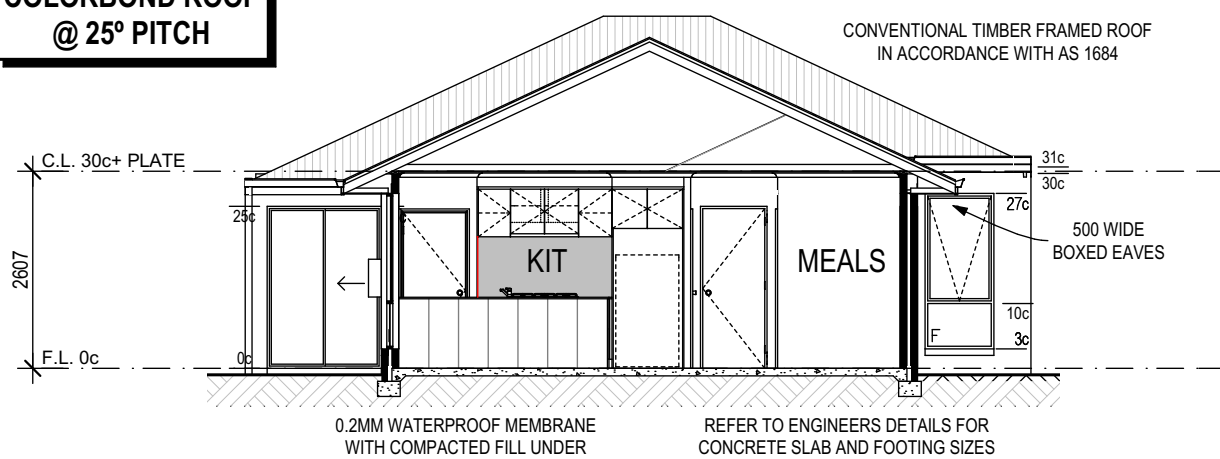 COLORBOND ROOF
@ 25º PITCH
CONVENTIONAL TIMBER FRAMED ROOF
IN ACCORDANCE WITH AS 1684
C.L. 30c+ PLATE
31c
30c
25c
27c
500 WIDE
BOXED EAVES
2607
KIT
MEALS
10c
F
3c
F.L. 0c
0c
0.2MM WATERPROOF MEMBRANE
WITH COMPACTED FILL UNDER
REFER TO ENGINEERS DETAILS FOR
CONCRETE SLAB AND FOOTING SIZES